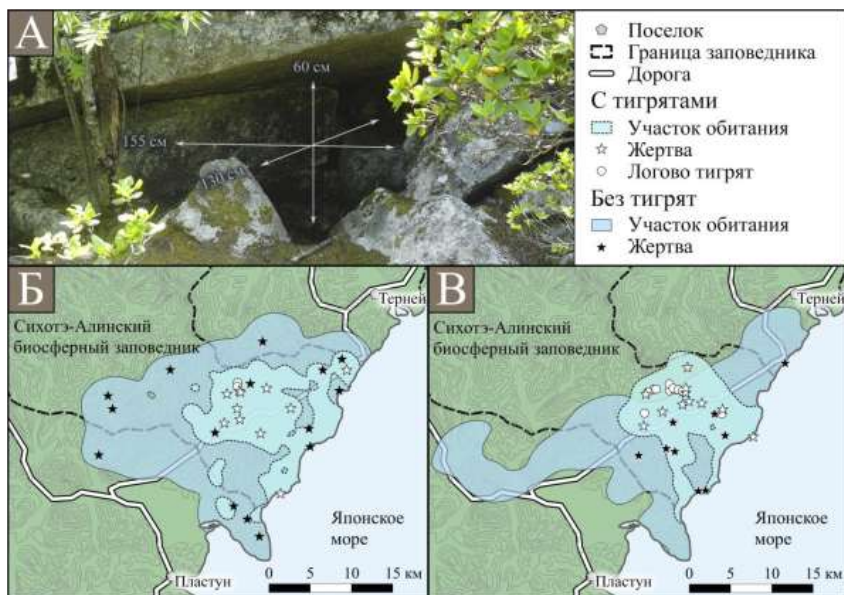 А
60 см
155 см
130 см
Поселок
Граница заповедника
Дорога
С тигрятами
Участок обитания
Жертва
Логово тигрят
Без тигрят
Участок обитания
Жертва
Б
Терней
Сихотэ-Алинский
биосферный заповедник
Японское
море
Пластун
0 5 10 15 км
В
Терней
Сихотэ-Алинский
биосферный заповедник
Японское
море
Пластун
0 5 10 15 км